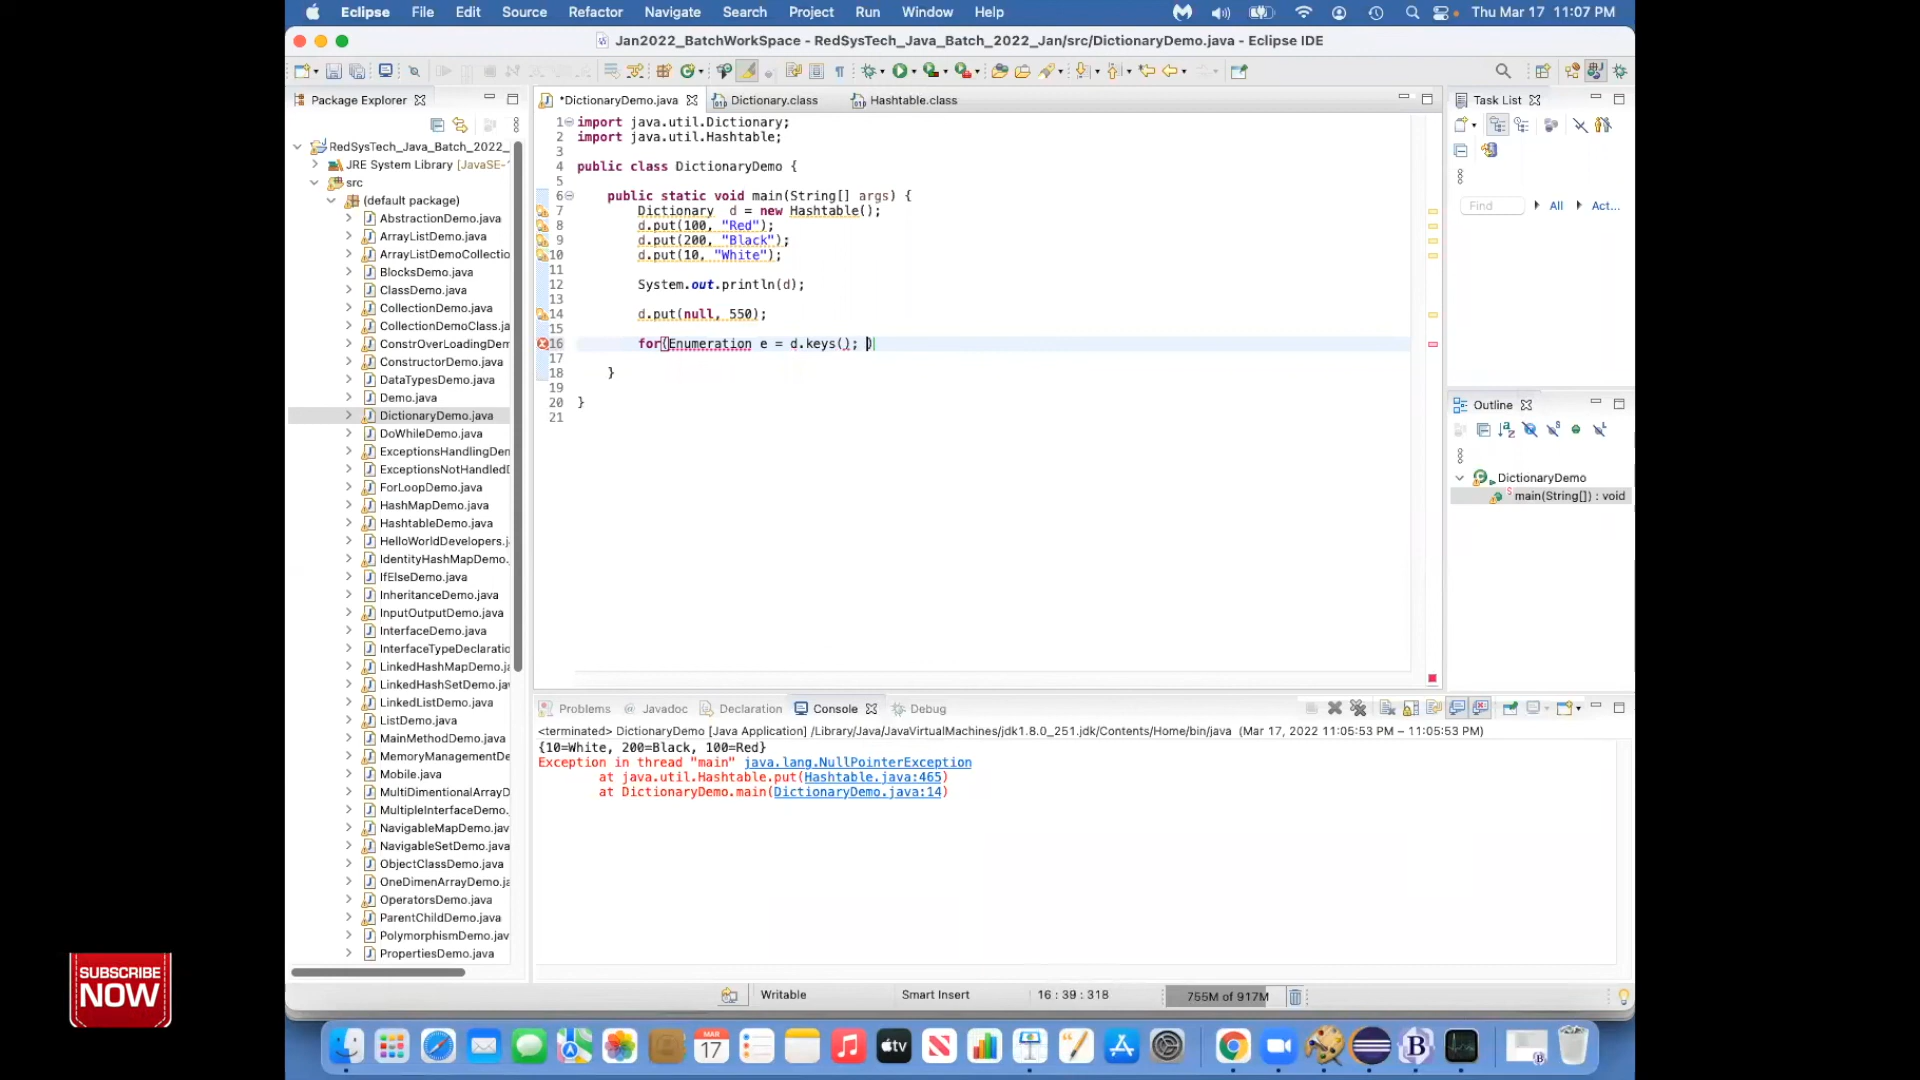 Eclipse File Edit Source Refactor Navigate Search Project Run Window Help Thu Mar 17 11:07 PM
Jan2022_BatchWorkSpace - RedSysTech_Java_Batch_2022_Jan/src/DictionaryDemo.java - Eclipse IDE
Package Explorer
*DictionaryDemo.java Dictionary.class Hashtable.class
Task List
Find All Act...
Outline
DictionaryDemo
main(String[]) : void
RedSysTech_Java_Batch_2022_
JRE System Library [JavaSE-1
src
(default package)
AbstractionDemo.java
ArrayListDemo.java
ArrayListDemoCollectio
BlocksDemo.java
ClassDemo.java
CollectionDemo.java
CollectionDemoClass.ja
ConstrOverLoadingDem
ConstructorDemo.java
DataTypesDemo.java
Demo.java
DictionaryDemo.java
DoWhileDemo.java
ExceptionsHandlingDem
ExceptionsNotHandledD
ForLoopDemo.java
HashMapDemo.java
HashtableDemo.java
HelloWorldDevelopers.j
IdentityHashMapDemo.
IfElseDemo.java
InheritanceDemo.java
InputOutputDemo.java
InterfaceDemo.java
InterfaceTypeDeclaratio
LinkedHashMapDemo.ja
LinkedHashSetDemo.ja
LinkedListDemo.java
ListDemo.java
MainMethodDemo.java
MemoryManagementDe
Mobile.java
MultiDimentionalArrayD
MultipleInterfaceDemo.
NavigableMapDemo.jav
NavigableSetDemo.java
ObjectClassDemo.java
OneDimenArrayDemo.ja
OperatorsDemo.java
ParentChildDemo.java
PolymorphismDemo.jav
PropertiesDemo.java
1 import java.util.Dictionary;
2 import java.util.Hashtable;
3
4 public class DictionaryDemo {
5
6 public static void main(String[] args) {
7 Dictionary d = new Hashtable();
8 d.put(100, "Red");
9 d.put(200, "Black");
10 d.put(10, "White");
11
12 System.out.println(d);
13
14 d.put(null, 550);
15
16 for(Enumeration e = d.keys(); )
17
18 }
19
20 }
21
Problems Javadoc Declaration Console Debug
<terminated> DictionaryDemo [Java Application] /Library/Java/JavaVirtualMachines/jdk1.8.0_251.jdk/Contents/Home/bin/java (Mar 17, 2022 11:05:53 PM – 11:05:53 PM)
{10=White, 200=Black, 100=Red}
Exception in thread "main" java.lang.NullPointerException
at java.util.Hashtable.put(Hashtable.java:465)
at DictionaryDemo.main(DictionaryDemo.java:14)
Writable Smart Insert 16 : 39 : 318 755M of 917M
SUBSCRIBE
NOW
MAR
17
tv